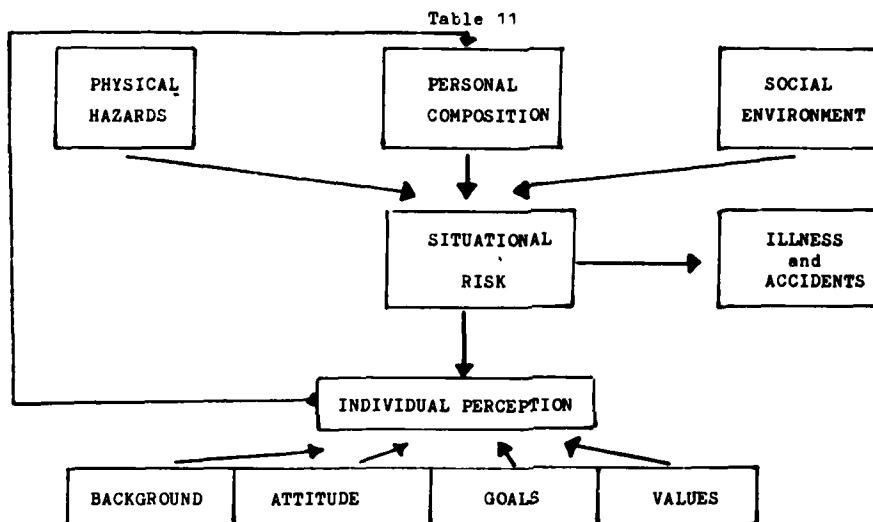 Table 11
PHYSICAL
HAZARDS
PERSONAL
COMPOSITION
SOCIAL
ENVIRONMENT
SITUATIONAL
RISK
ILLNESS
and
ACCIDENTS
INDIVIDUAL PERCEPTION
BACKGROUND
ATTITUDE
GOALS
VALUES